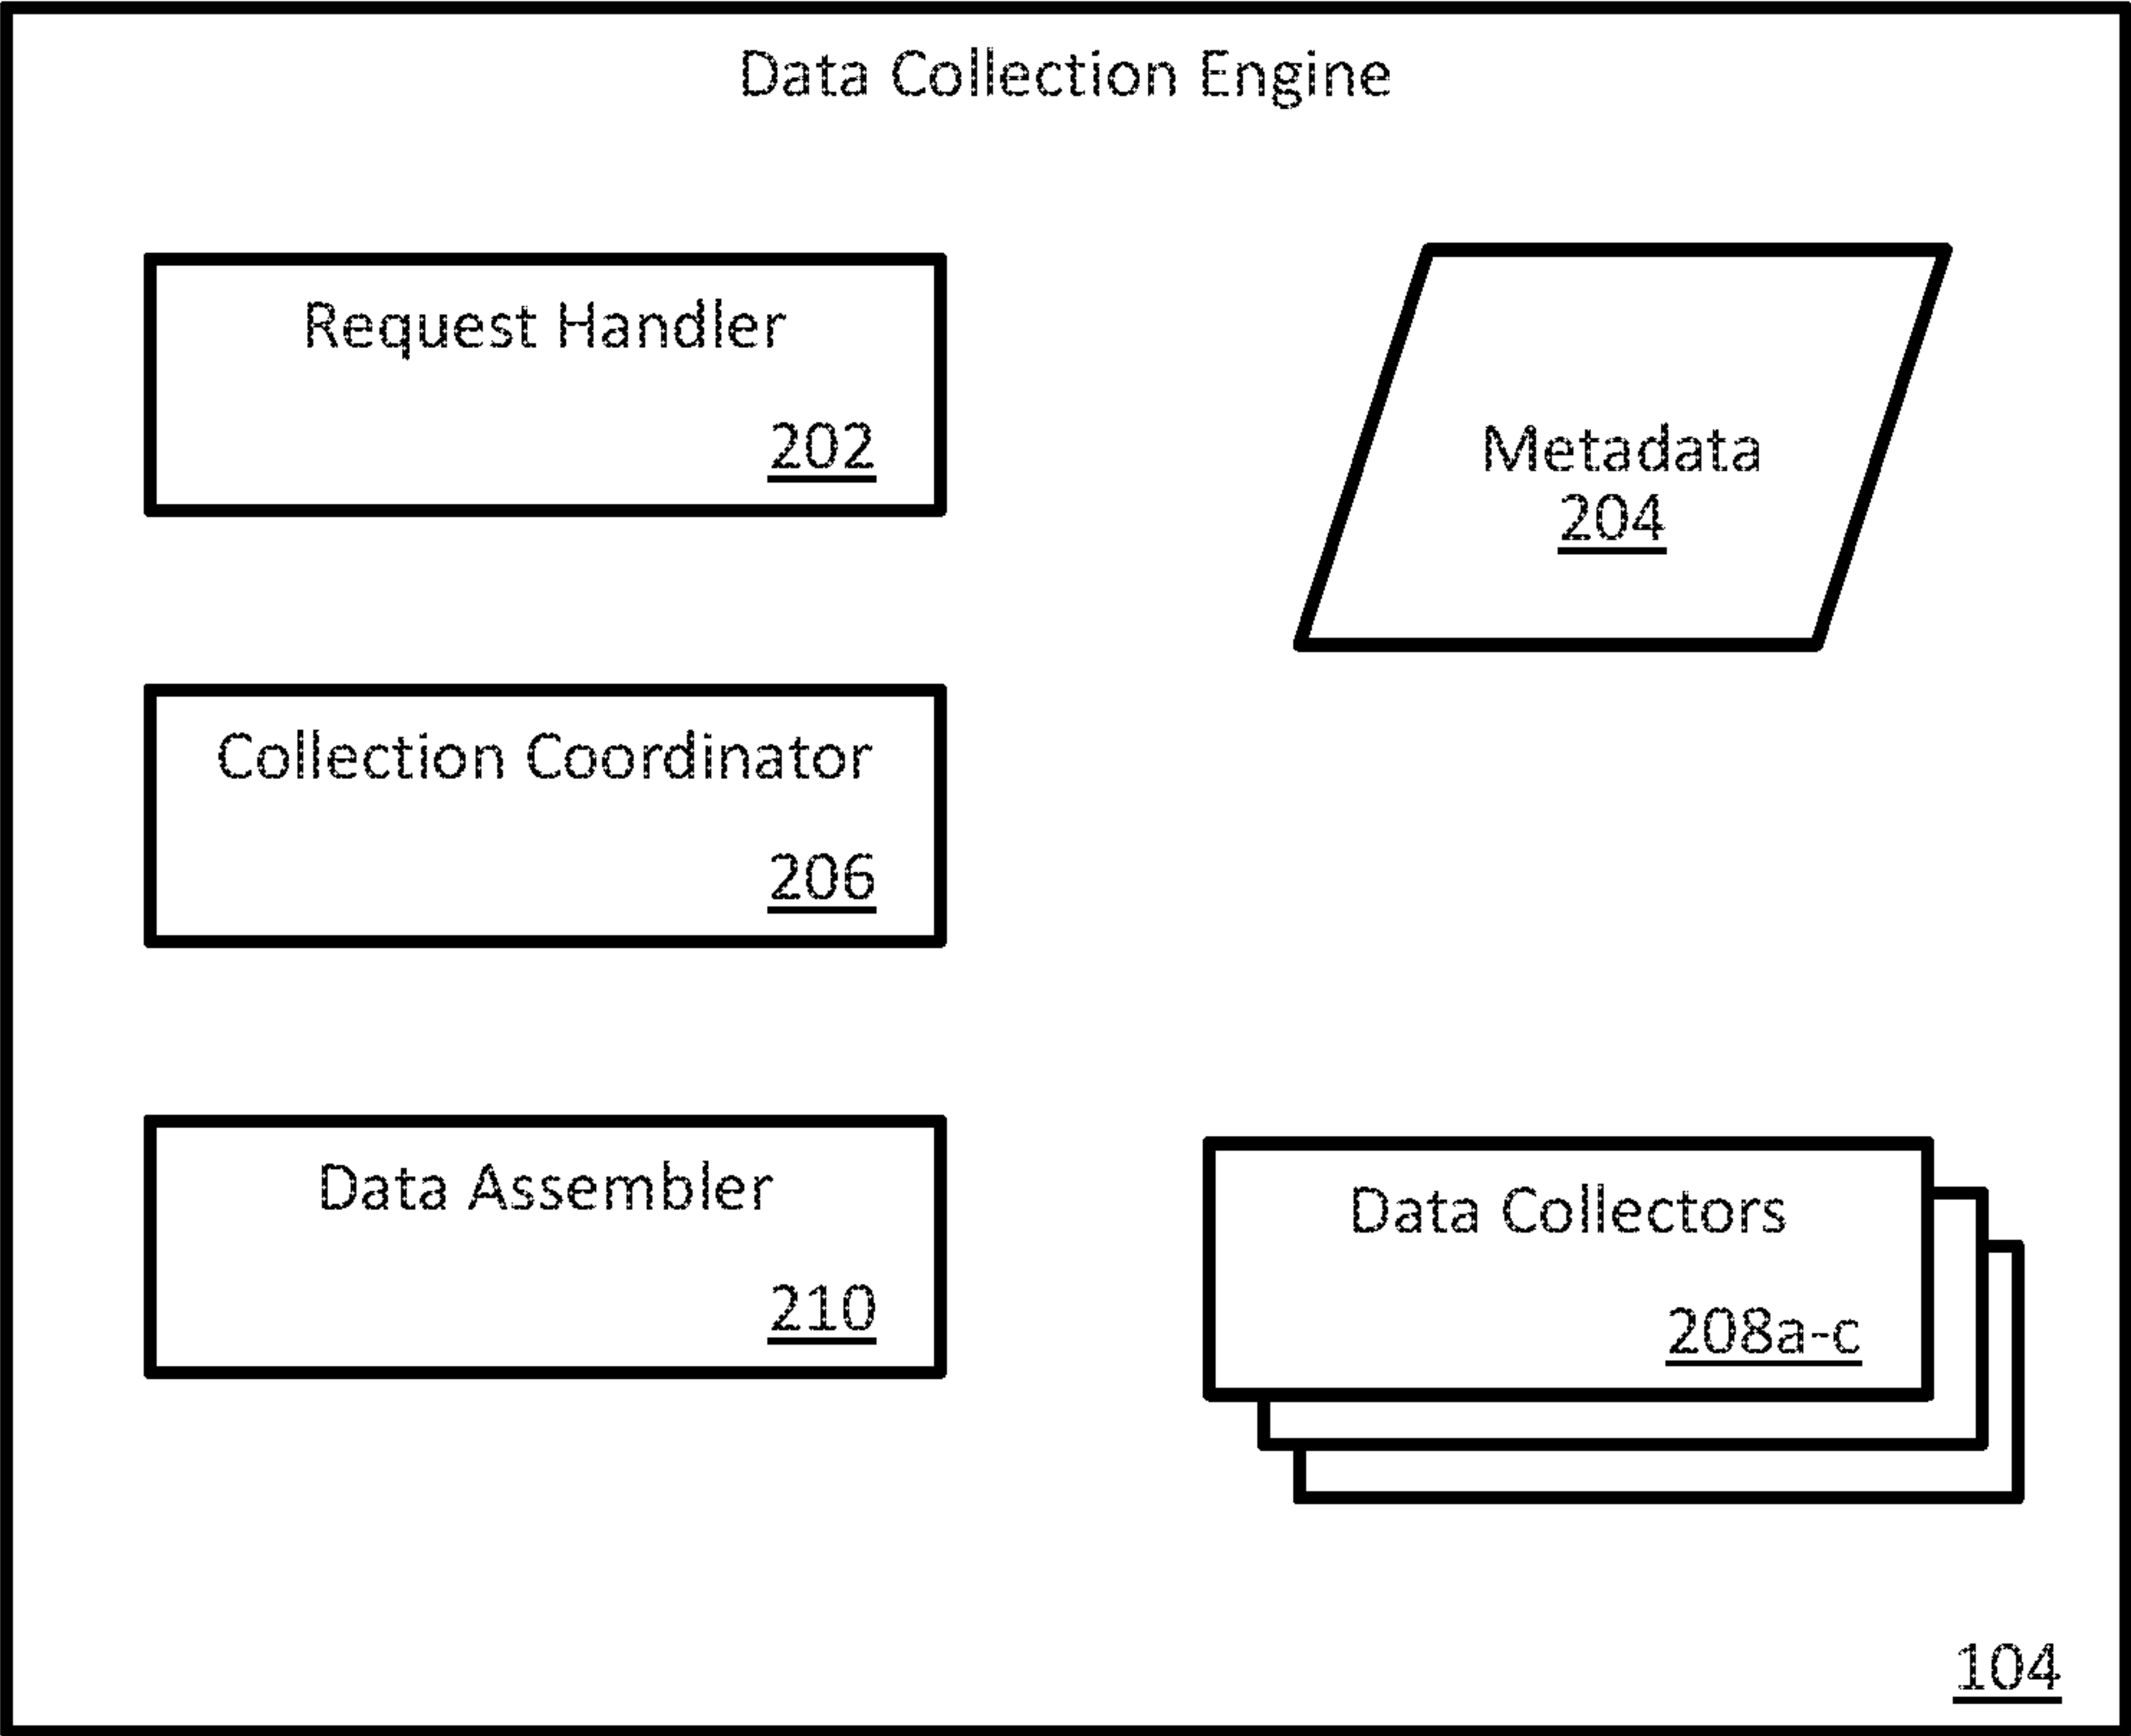 Data Collection Engine
Request Handler
202
Metadata
204
Collection Coordinator
206
Data Assembler
210
Data Collectors
208a-c
104